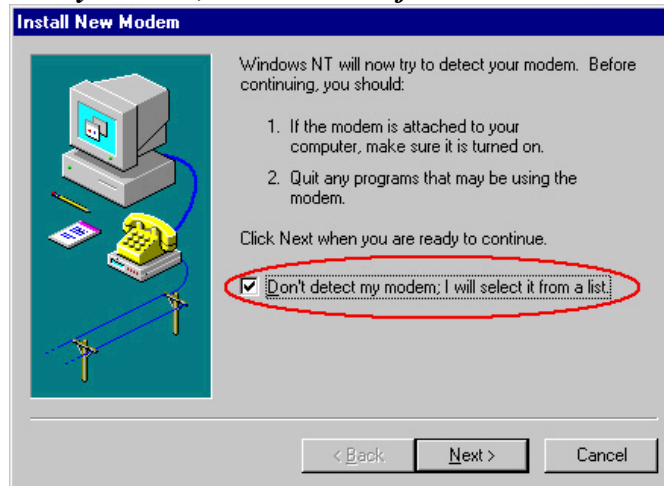 Install New Modem
Windows NT will now try to detect your modem. Before
continuing, you should:
1. If the modem is attached to your
computer, make sure it is turned on.
2. Quit any programs that may be using the
modem.
Click Next when you are ready to continue.
Don't detect my modem; I will select it from a list.
< Back
Next >
Cancel